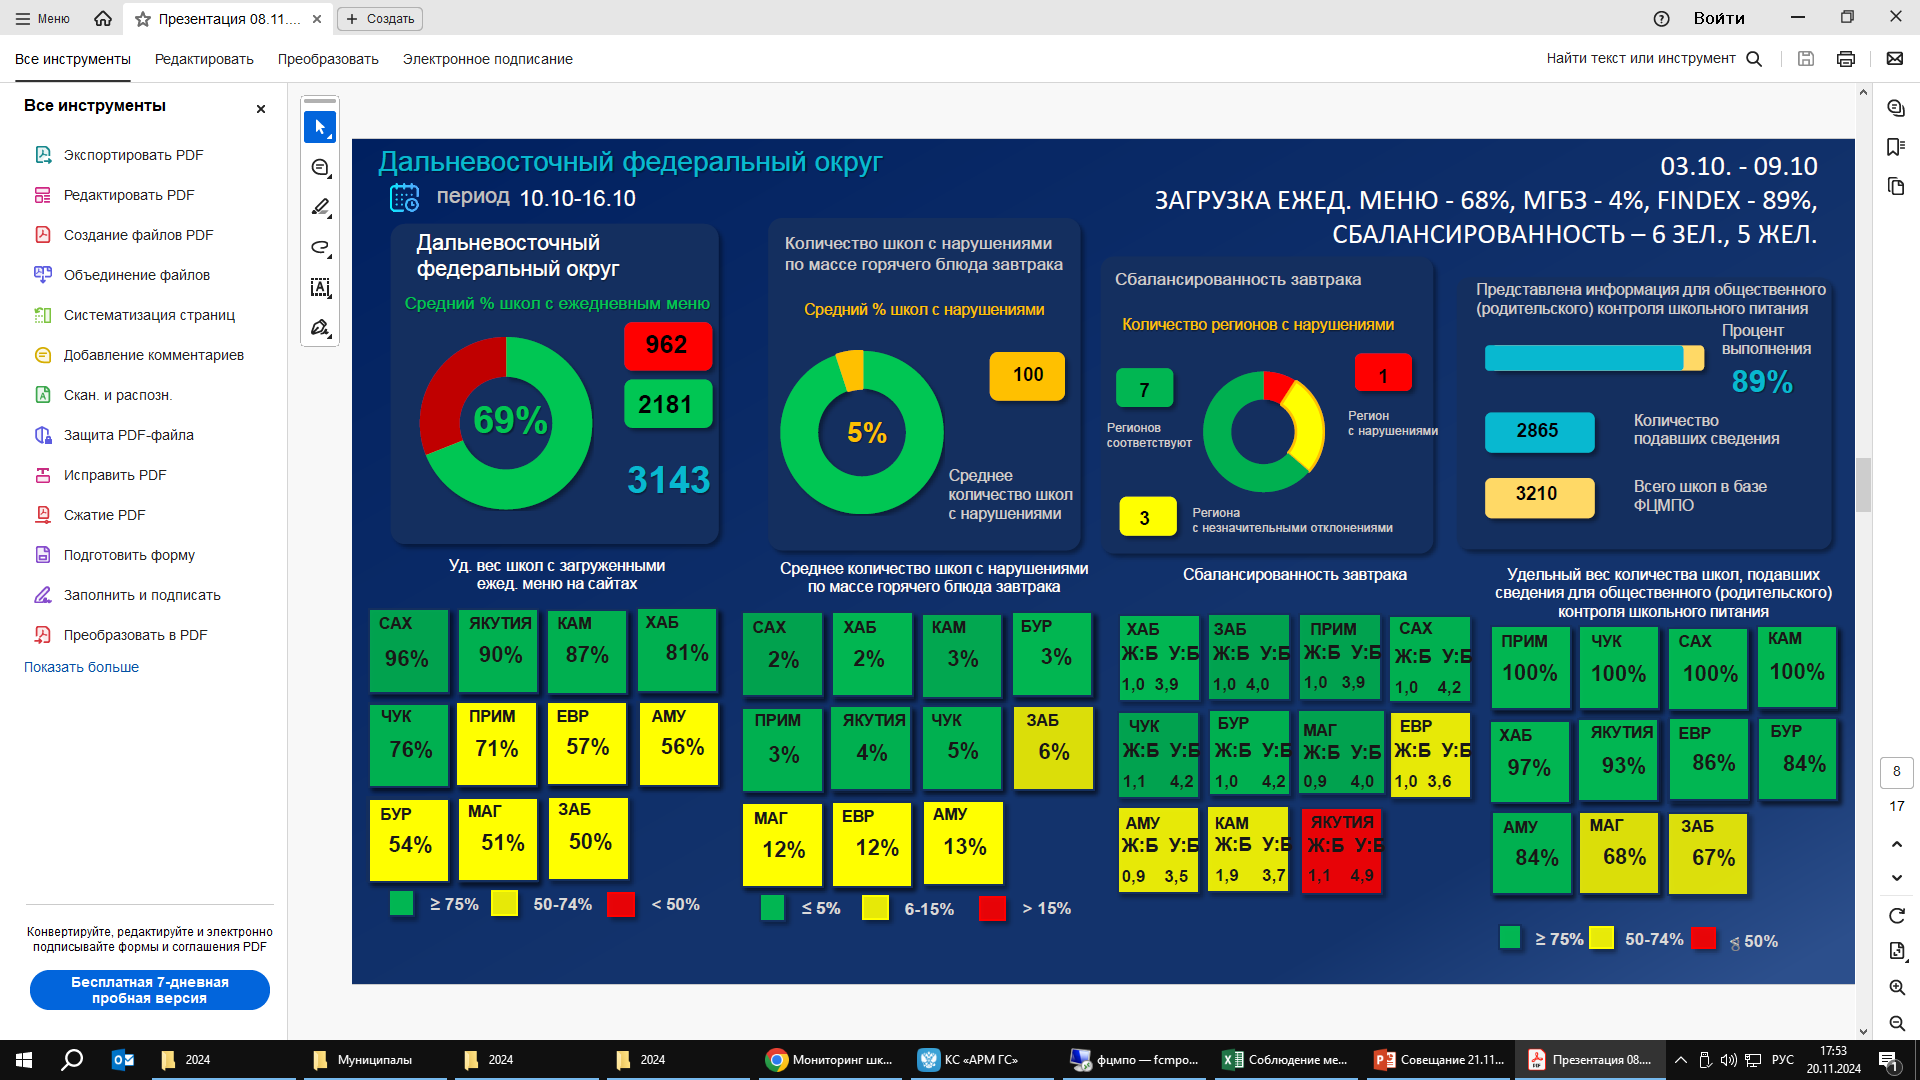 Меню
Презентация 08.11....
Создать
Войти
Все инструменты
Редактировать
Преобразовать
Электронное подписание
Найти текст или инструмент
Все инструменты
Экспортировать PDF
Редактировать PDF
Создание файлов PDF
Объединение файлов
Систематизация страниц
Добавление комментариев
Скан. и распозн.
Защита PDF-файла
Исправить PDF
Сжатие PDF
Подготовить форму
Заполнить и подписать
Преобразовать в PDF
Показать больше
Конвертируйте, редактируйте и электронно
подписывайте формы и соглашения PDF
Бесплатная 7-дневная
пробная версия
Дальневосточный федеральный округ
период 10.10-16.10
03.10. - 09.10
ЗАГРУЗКА ЕЖЕД. МЕНЮ - 68%, МГБЗ - 4%, FINDEX - 89%,
СБАЛАНСИРОВАННОСТЬ – 6 ЗЕЛ., 5 ЖЕЛ.
Дальневосточный
федеральный округ
Средний % школ с ежедневным меню
69%
962
2181
3143
Количество школ с нарушениями
по массе горячего блюда завтрака
Средний % школ с нарушениями
5%
100
Среднее
количество школ
с нарушениями
Сбалансированность завтрака
Количество регионов с нарушениями
7
Регионов
соответствуют
1
Регион
с нарушениями
3
Региона
с незначительными отклонениями
Представлена информация для общественного
(родительского) контроля школьного питания
Процент
выполнения
89%
2865
Количество
подавших сведения
3210
Всего школ в базе
ФЦМПО
Уд. вес школ с загруженными
ежед. меню на сайтах
САХ ЯКУТИЯ КАМ ХАБ
96% 90% 87% 81%
ЧУК ПРИМ ЕВР АМУ
76% 71% 57% 56%
БУР МАГ ЗАБ
54% 51% 50%
≥ 75% 50-74% < 50%
Среднее количество школ с нарушениями
по массе горячего блюда завтрака
САХ ХАБ КАМ БУР
2% 2% 3% 3%
ПРИМ ЯКУТИЯ ЧУК ЗАБ
3% 4% 5% 6%
МАГ ЕВР АМУ
12% 12% 13%
≤ 5% 6-15% > 15%
Сбалансированность завтрака
ХАБ ЗАБ ПРИМ САХ
Ж:Б У:Б Ж:Б У:Б Ж:Б У:Б Ж:Б У:Б
1,0 3,9 1,0 4,0 1,0 3,9 1,0 4,2
ЧУК БУР МАГ ЕВР
Ж:Б У:Б Ж:Б У:Б Ж:Б У:Б Ж:Б У:Б
1,1 4,2 1,0 4,2 0,9 4,0 1,0 3,6
АМУ КАМ ЯКУТИЯ
Ж:Б У:Б Ж:Б У:Б Ж:Б У:Б
0,9 3,5 1,9 3,7 1,1 4,9
Удельный вес количества школ, подавших
сведения для общественного (родительского)
контроля школьного питания
ПРИМ ЧУК САХ КАМ
100% 100% 100% 100%
ХАБ ЯКУТИЯ ЕВР БУР
97% 93% 86% 84%
АМУ МАГ ЗАБ
84% 68% 67%
≥ 75% 50-74% < 50%
8
8
17
2024
Муниципалы
2024
2024
Мониторинг шк...
КС «АРМ ГС»
фцмпо — fcmpo...
Соблюдение ме...
Совещание 21.11...
Презентация 08....
РУС
17:53
20.11.2024
1